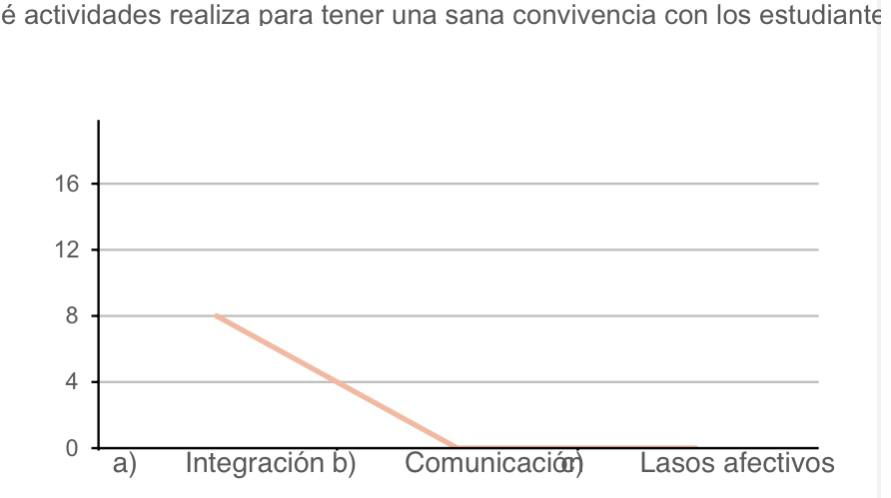 é actividades realiza para tener una sana convivencia con los estudiante
16
12
8
4
0
a) Integración b) Comunicación c) Lasos afectivos